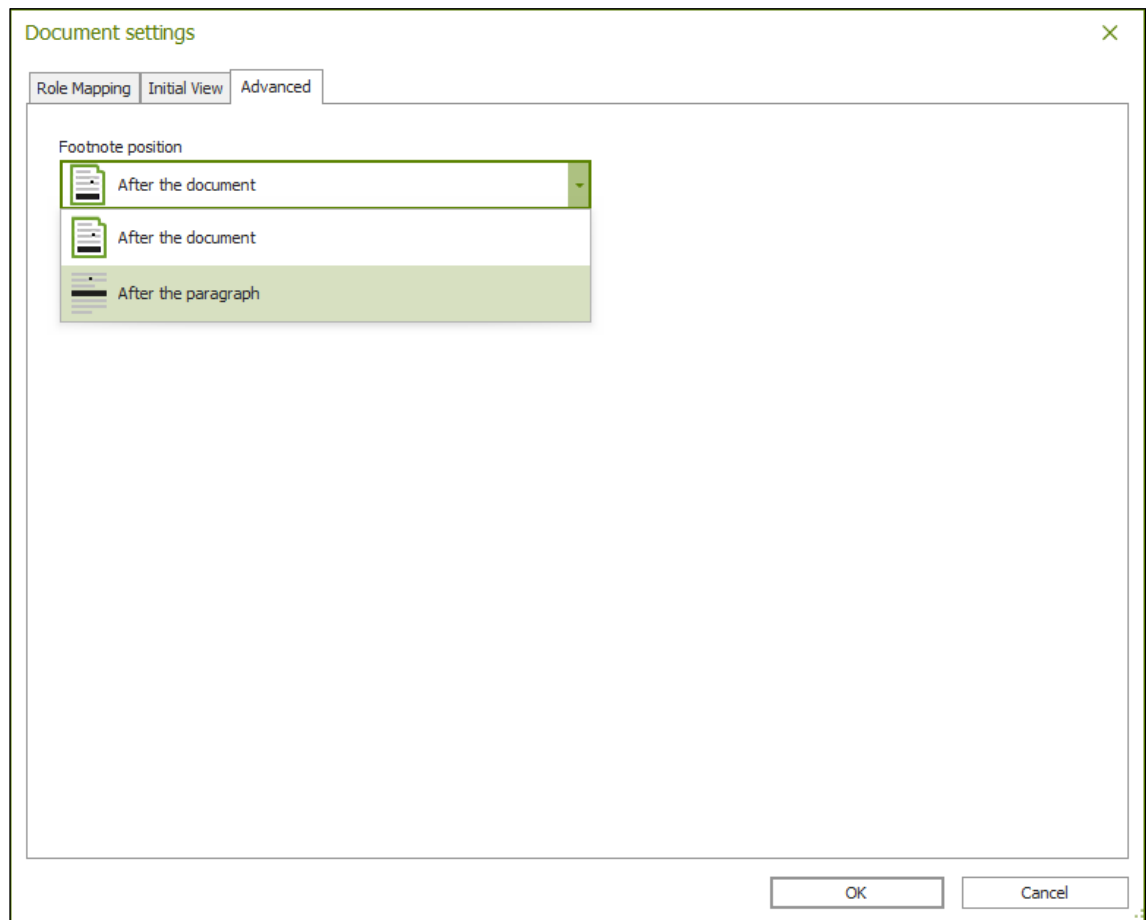 Document settings
Role Mapping Initial View Advanced
Footnote position
After the document
After the document
After the paragraph
OK Cancel